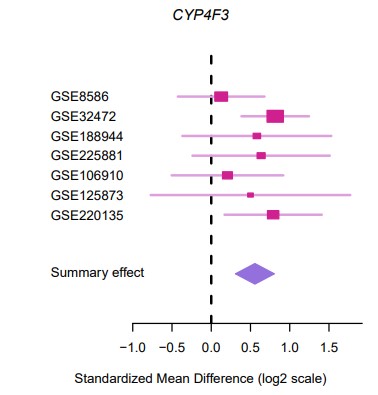 CYP4F3
GSE8586
GSE32472
GSE188944
GSE225881
GSE106910
GSE125873
GSE220135
Summary effect
−1.0 −0.5 0.0 0.5 1.0 1.5
Standardized Mean Difference (log2 scale)